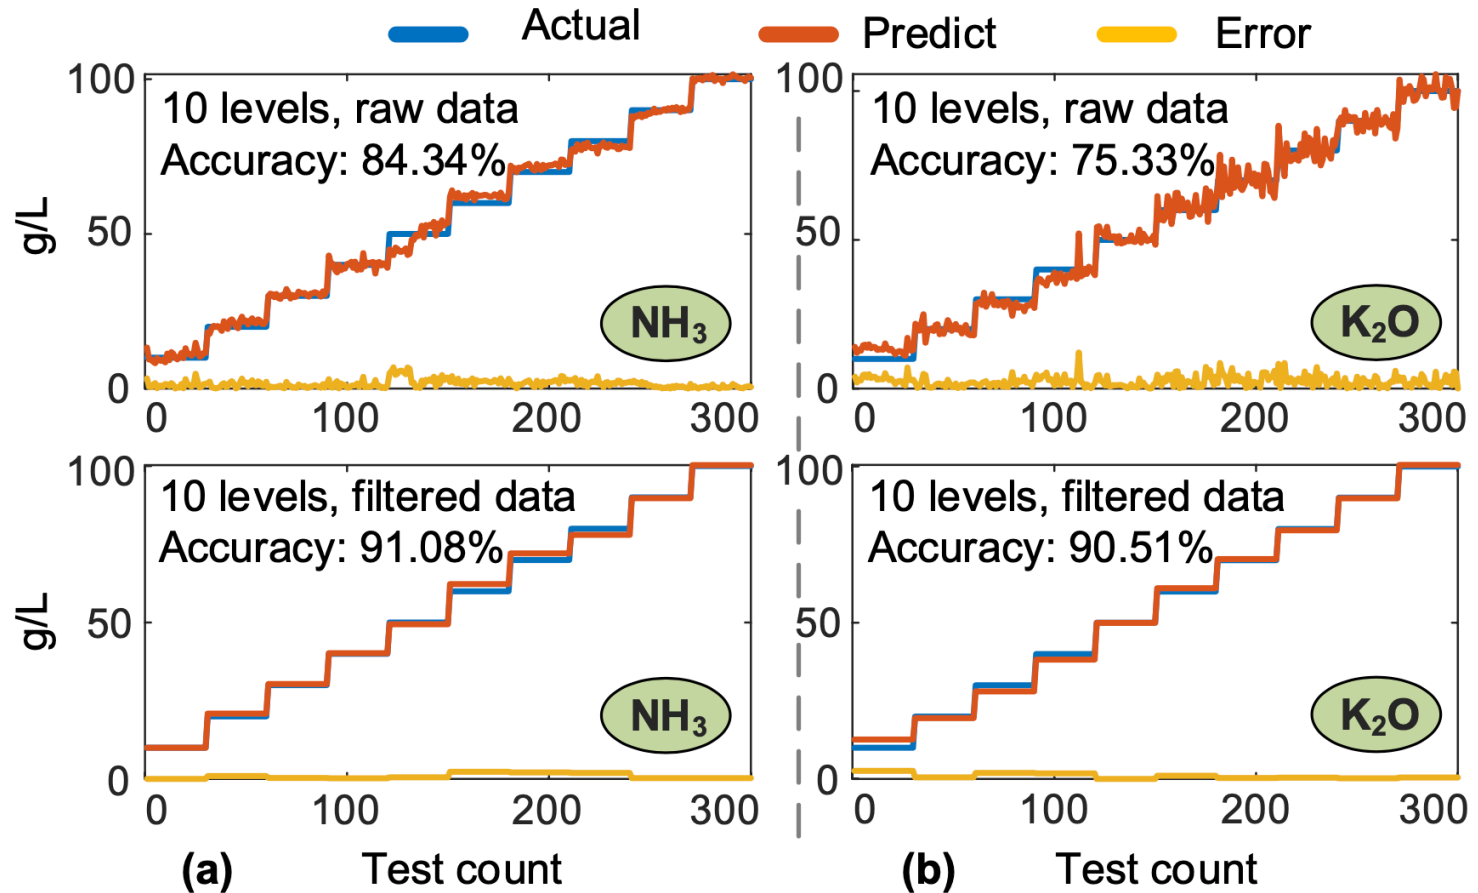 Actual Predict Error
100
10 levels, raw data
Accuracy: 84.34%
50
g/L
NH3
0
0 100 200 300
100
10 levels, raw data
Accuracy: 75.33%
50
K2O
0
0 100 200 300
100
10 levels, filtered data
Accuracy: 91.08%
50
g/L
NH3
0
0 100 200 300
(a) Test count
100
10 levels, filtered data
Accuracy: 90.51%
50
K2O
0
0 100 200 300
(b) Test count